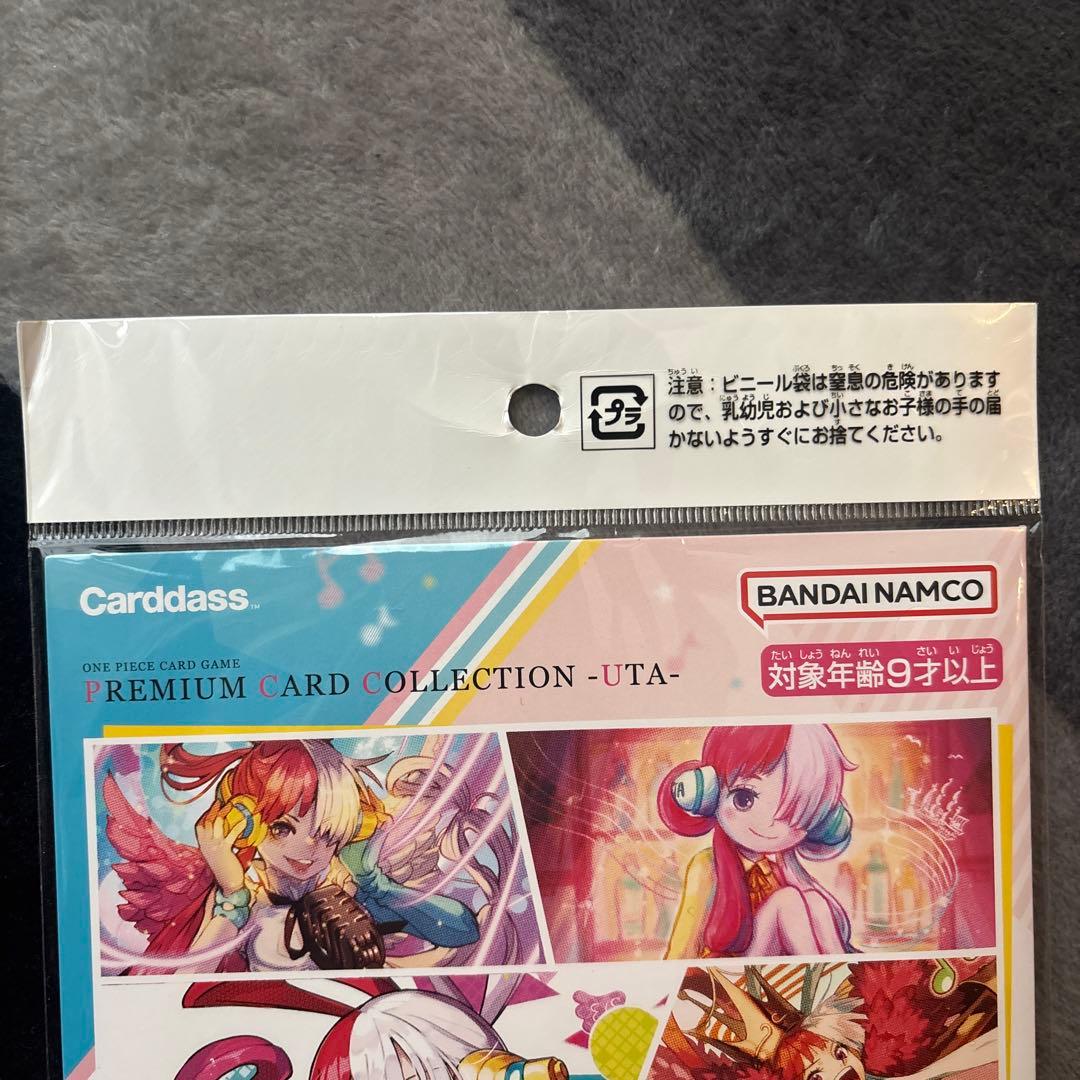 注意：ビニール袋は窒息の危険があります
ので、乳幼児および小さなお子様の手の届
かないようすぐにお捨てください。
プラ
Carddass™
BANDAI NAMCO
ONE PIECE CARD GAME
PREMIUM CARD COLLECTION -UTA-
対象年齢9才以上